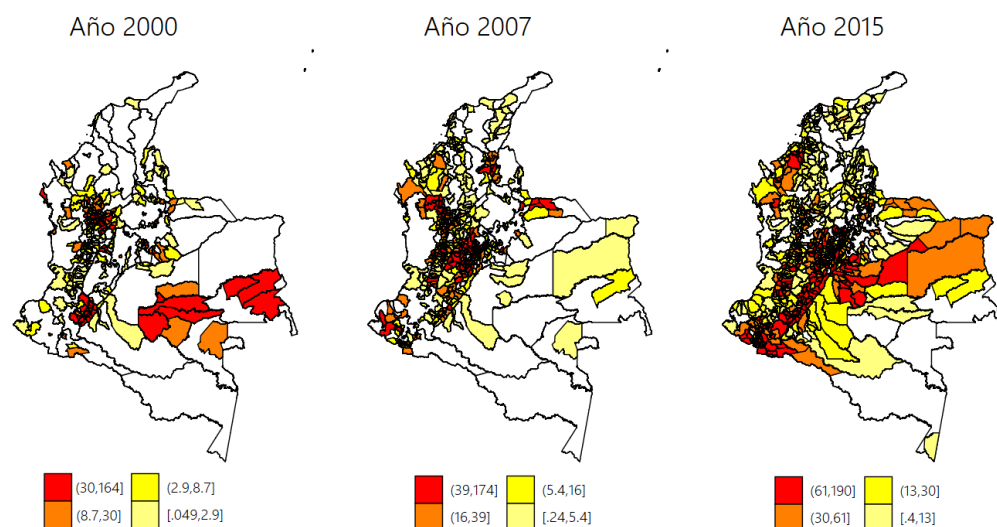 Año 2000
Año 2007
Año 2015
(30,164] (2.9,8.7]
(8.7,30] [.049,2.9]
(39,174] (5.4,16]
(16,39] [.24,5.4]
(61,190] (13,30]
(30,61] [.4,13]